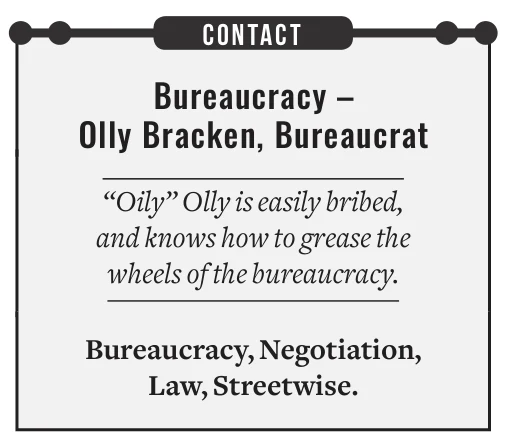 CONTACT
Bureaucracy –
Olly Bracken, Bureaucrat
“Oily” Olly is easily bribed,
and knows how to grease the
wheels of the bureaucracy.
Bureaucracy, Negotiation,
Law, Streetwise.